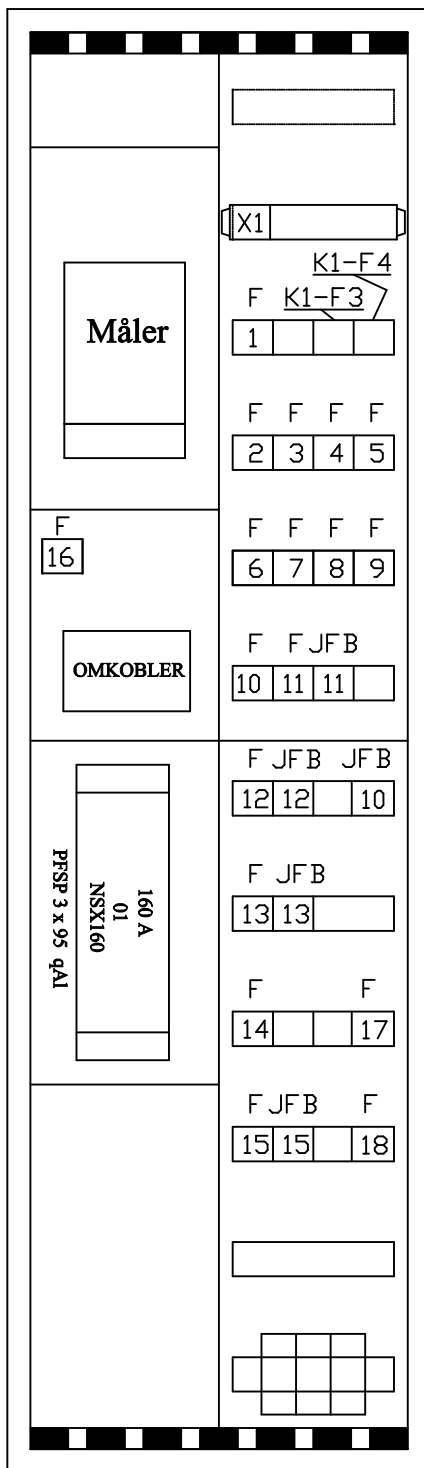 Måler
F
16
OMKOBLER
160 A
01
NSX160
PFSP 3 x 95 qAl
X1
K1-F4
F K1-F3
1
F F F F
2 3 4 5
F F F F
6 7 8 9
F F JFB
10 11 11
F JFB JFB
12 12 10
F JFB
13 13
F F
14 17
F JFB F
15 15 18